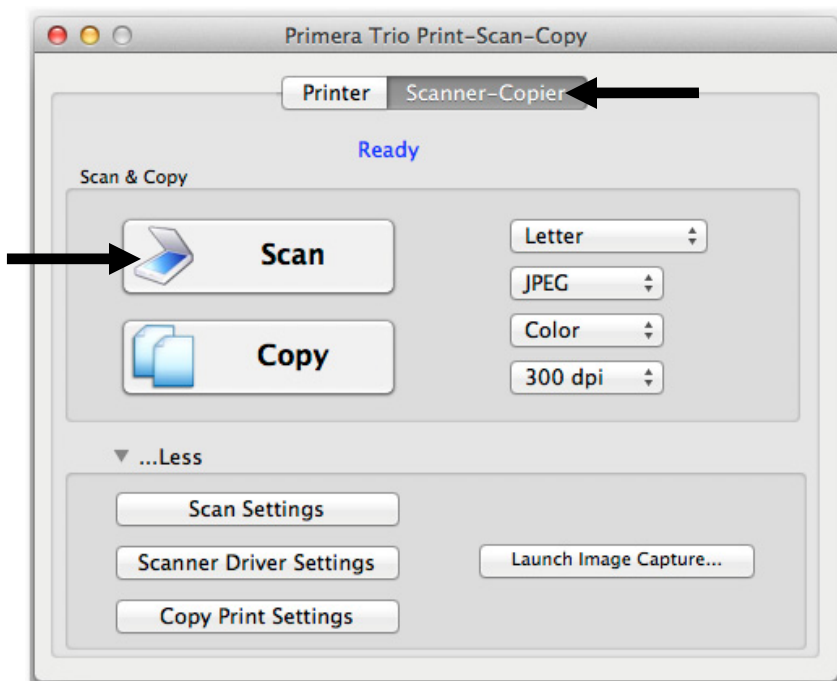 Primera Trio Print-Scan-Copy
Printer Scanner-Copier
Ready
Scan & Copy
Scan
Letter
JPEG
Color
Copy
300 dpi
...Less
Scan Settings
Scanner Driver Settings
Launch Image Capture...
Copy Print Settings